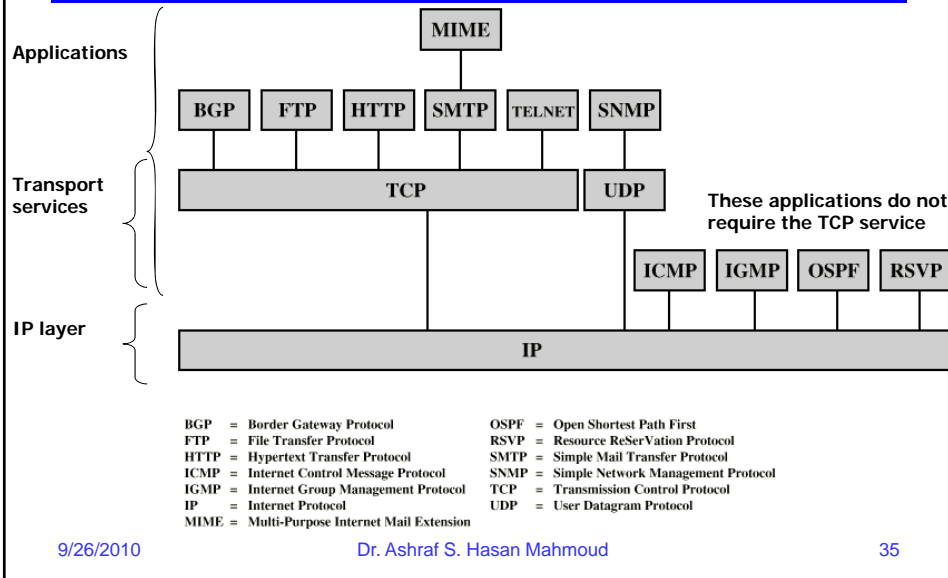 Applications
MIME
BGP FTP HTTP SMTP TELNET SNMP
Transport
services
TCP UDP
These applications do not
require the TCP service
ICMP IGMP OSPF RSVP
IP layer
IP
BGP = Border Gateway Protocol
FTP = File Transfer Protocol
HTTP = Hypertext Transfer Protocol
ICMP = Internet Control Message Protocol
IGMP = Internet Group Management Protocol
IP = Internet Protocol
MIME = Multi-Purpose Internet Mail Extension
OSPF = Open Shortest Path First
RSVP = Resource ReSerVation Protocol
SMTP = Simple Mail Transfer Protocol
SNMP = Simple Network Management Protocol
TCP = Transmission Control Protocol
UDP = User Datagram Protocol
9/26/2010 Dr. Ashraf S. Hasan Mahmoud 35